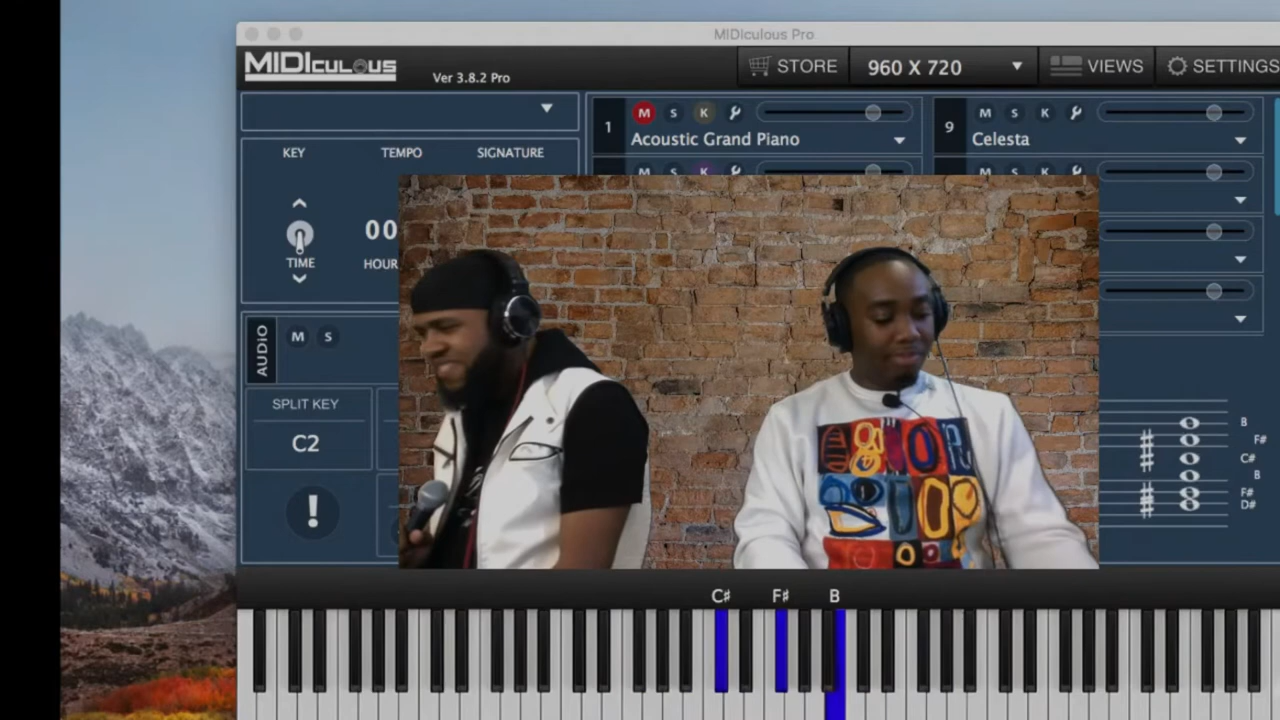 MIDIculous Pro
MIDIculous
Ver 3.8.2 Pro
STORE
960 X 720
VIEWS
SETTINGS
1
M S K
Acoustic Grand Piano
9
M S K
Celesta
KEY
TEMPO
SIGNATURE
M S K
M S K
00
TIME
HOUR
AUDIO
M S
SPLIT KEY
C2
!
B
F#
C#
B
F#
D#
C♯
F♯
B